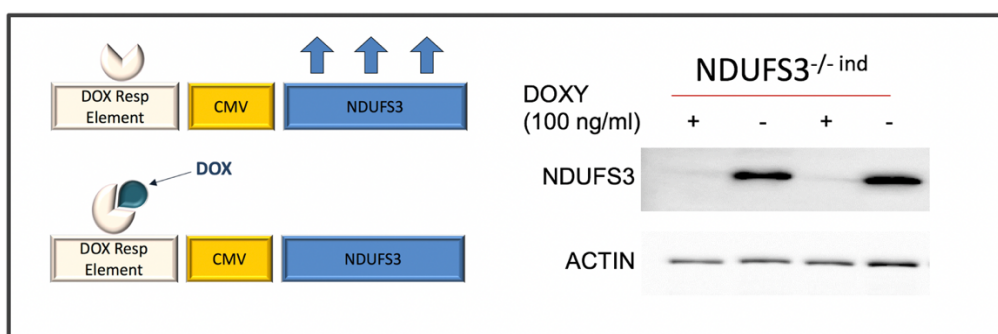 DOX Resp
Element
CMV
NDUFS3
DOX
DOX Resp
Element
CMV
NDUFS3
NDUFS3-/- ind
DOXY
(100 ng/ml)
+ - + -
NDUFS3
ACTIN